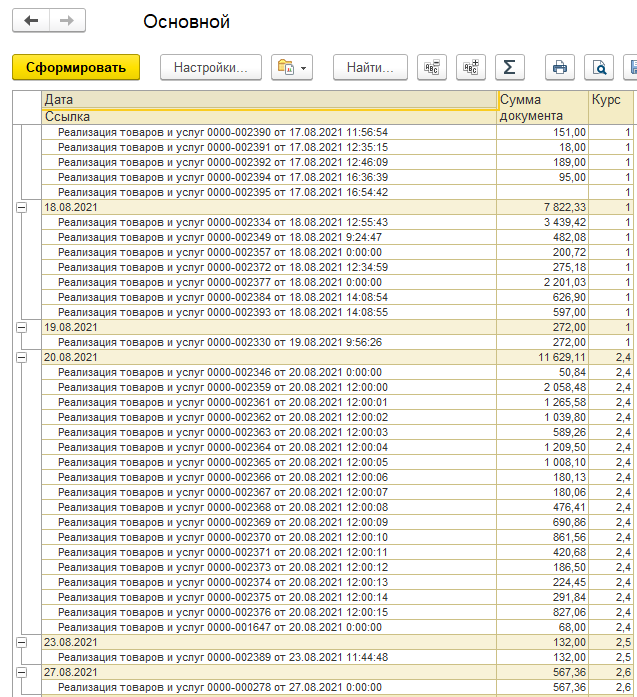 Основной
Сформировать Настройки... Найти...
Дата Сумма документа Курс
Ссылка
Реализация товаров и услуг 0000-002390 от 17.08.2021 11:56:54 151,00 1
Реализация товаров и услуг 0000-002391 от 17.08.2021 12:35:15 18,00 1
Реализация товаров и услуг 0000-002392 от 17.08.2021 12:46:09 189,00 1
Реализация товаров и услуг 0000-002394 от 17.08.2021 16:36:39 95,00 1
Реализация товаров и услуг 0000-002395 от 17.08.2021 16:54:42 1
18.08.2021 7 822,33 1
Реализация товаров и услуг 0000-002334 от 18.08.2021 12:55:43 3 439,42 1
Реализация товаров и услуг 0000-002349 от 18.08.2021 9:24:47 482,08 1
Реализация товаров и услуг 0000-002357 от 18.08.2021 0:00:00 200,72 1
Реализация товаров и услуг 0000-002372 от 18.08.2021 12:34:59 275,18 1
Реализация товаров и услуг 0000-002377 от 18.08.2021 0:00:00 2 201,03 1
Реализация товаров и услуг 0000-002384 от 18.08.2021 14:08:54 626,90 1
Реализация товаров и услуг 0000-002393 от 18.08.2021 14:08:55 597,00 1
19.08.2021 272,00 1
Реализация товаров и услуг 0000-002330 от 19.08.2021 9:56:26 272,00 1
20.08.2021 11 629,11 2,4
Реализация товаров и услуг 0000-002346 от 20.08.2021 0:00:00 50,84 2,4
Реализация товаров и услуг 0000-002359 от 20.08.2021 12:00:00 2 058,48 2,4
Реализация товаров и услуг 0000-002361 от 20.08.2021 12:00:01 1 265,58 2,4
Реализация товаров и услуг 0000-002362 от 20.08.2021 12:00:02 1 039,80 2,4
Реализация товаров и услуг 0000-002363 от 20.08.2021 12:00:03 589,26 2,4
Реализация товаров и услуг 0000-002364 от 20.08.2021 12:00:04 1 209,50 2,4
Реализация товаров и услуг 0000-002365 от 20.08.2021 12:00:05 1 008,10 2,4
Реализация товаров и услуг 0000-002366 от 20.08.2021 12:00:06 180,13 2,4
Реализация товаров и услуг 0000-002367 от 20.08.2021 12:00:07 180,06 2,4
Реализация товаров и услуг 0000-002368 от 20.08.2021 12:00:08 476,41 2,4
Реализация товаров и услуг 0000-002369 от 20.08.2021 12:00:09 690,86 2,4
Реализация товаров и услуг 0000-002370 от 20.08.2021 12:00:10 861,56 2,4
Реализация товаров и услуг 0000-002371 от 20.08.2021 12:00:11 420,68 2,4
Реализация товаров и услуг 0000-002373 от 20.08.2021 12:00:12 186,50 2,4
Реализация товаров и услуг 0000-002374 от 20.08.2021 12:00:13 224,45 2,4
Реализация товаров и услуг 0000-002375 от 20.08.2021 12:00:14 291,84 2,4
Реализация товаров и услуг 0000-002376 от 20.08.2021 12:00:15 827,06 2,4
Реализация товаров и услуг 0000-001647 от 20.08.2021 0:00:00 68,00 2,4
23.08.2021 132,00 2,5
Реализация товаров и услуг 0000-002389 от 23.08.2021 11:44:48 132,00 2,5
27.08.2021 567,36 2,6
Реализация товаров и услуг 0000-000278 от 27.08.2021 0:00:00 567,36 2,6